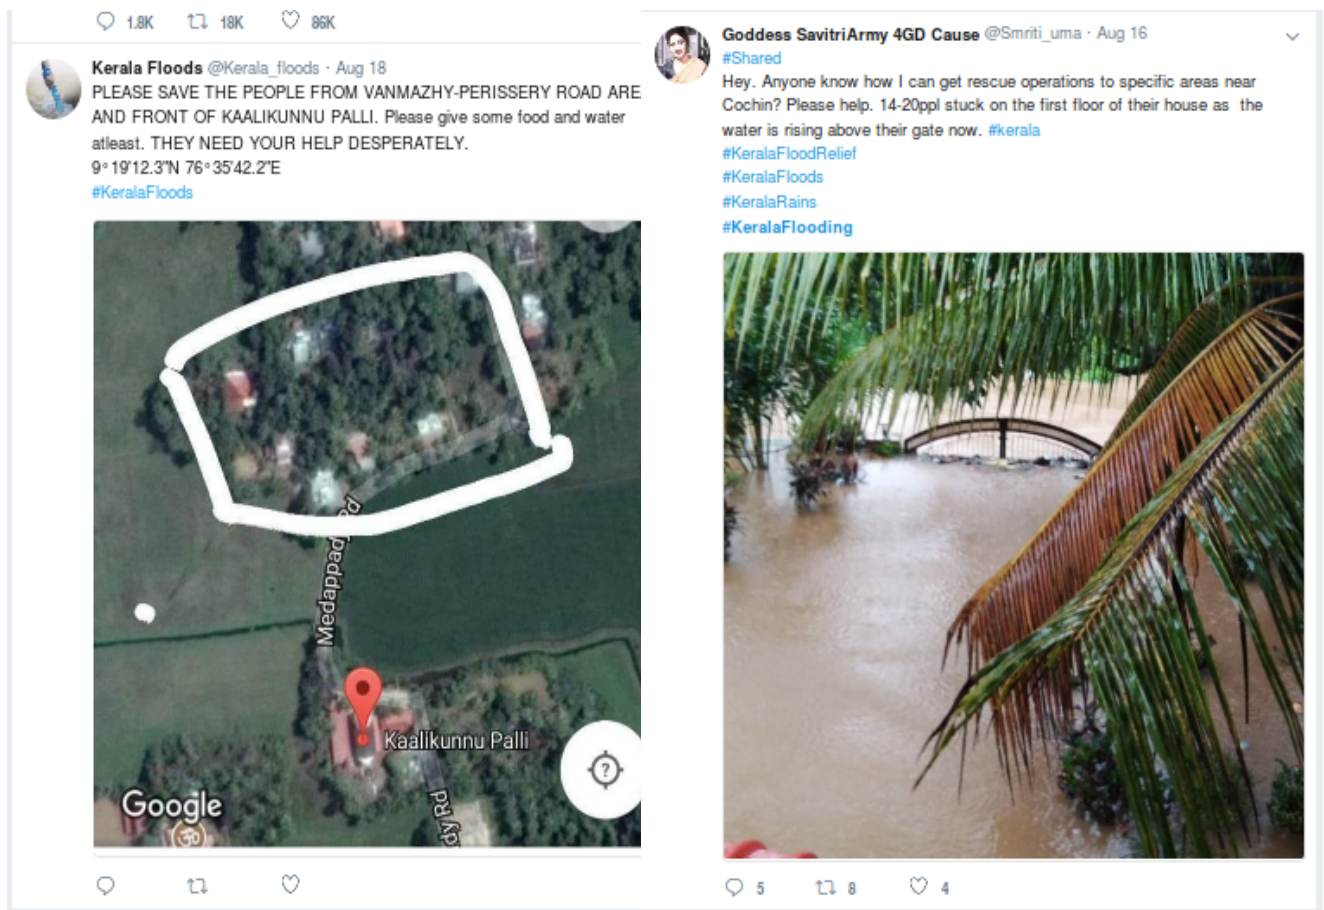 1.8K 18K 86K
Kerala Floods @Kerala_floods · Aug 18
PLEASE SAVE THE PEOPLE FROM VANMAZHY-PERISSERY ROAD ARE
AND FRONT OF KAALIKUNNU PALLI. Please give some food and water
atleast. THEY NEED YOUR HELP DESPERATELY.
9°19'12.3"N 76°35'42.2"E
#KeralaFloods
Medappady Rd
Kaalikunnu Palli
Google
dy Rd
Goddess SavitriArmy 4GD Cause @Smriti_uma · Aug 16
#Shared
Hey. Anyone know how I can get rescue operations to specific areas near
Cochin? Please help. 14-20ppl stuck on the first floor of their house as the
water is rising above their gate now. #kerala
#KeralaFloodRelief
#KeralaFloods
#KeralaRains
#KeralaFlooding
5 8 4